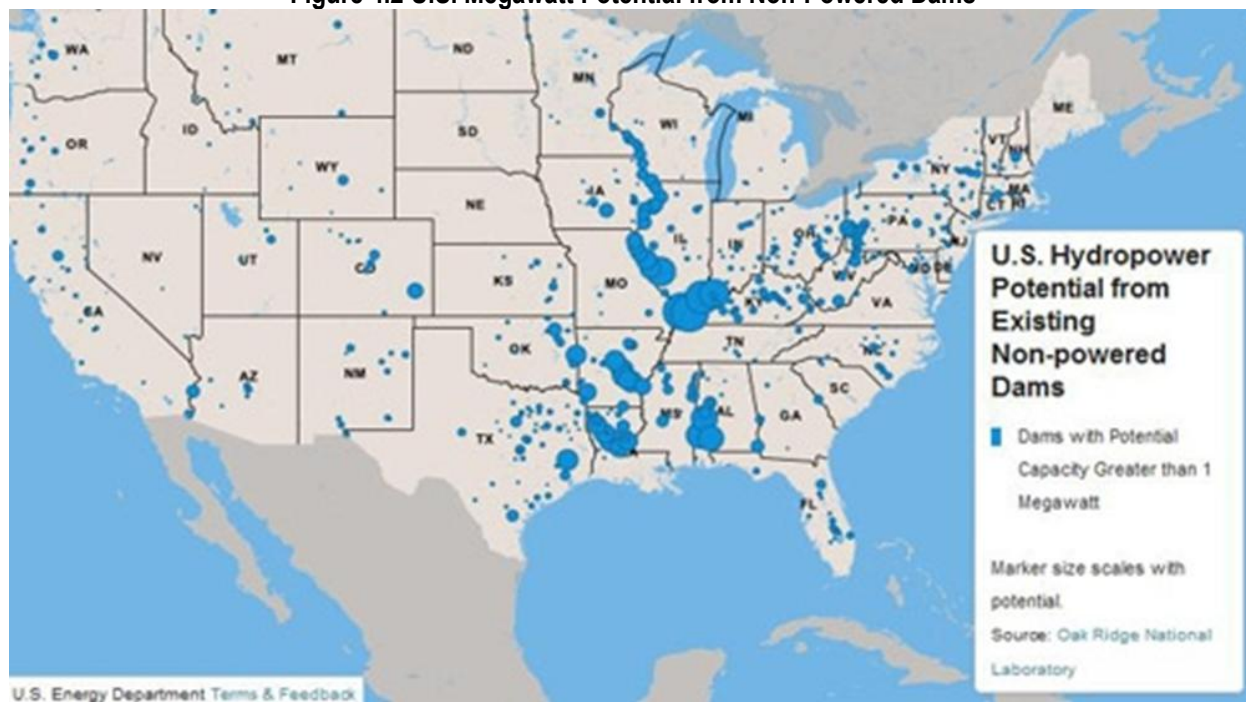 Figure 4.2 U.S. Megawatt Potential from Non-Powered Dams
WA
MT
ND
MN
WI
MI
ME
VT
NH
OR
ID
SD
WY
NY
MA
CT RI
IA
NE
PA
NJ
NV
UT
CO
KS
MO
IL
IN
OH
WV
MD DE
KY
VA
CA
AZ
NM
OK
TN
NC
SC
TX
MS
AL
GA
FL
U.S. Hydropower
Potential from
Existing
Non-powered
Dams
Dams with Potential
Capacity Greater than 1
Megawatt
Marker size scales with
potential.
Source: Oak Ridge National
Laboratory
U.S. Energy Department Terms & Feedback